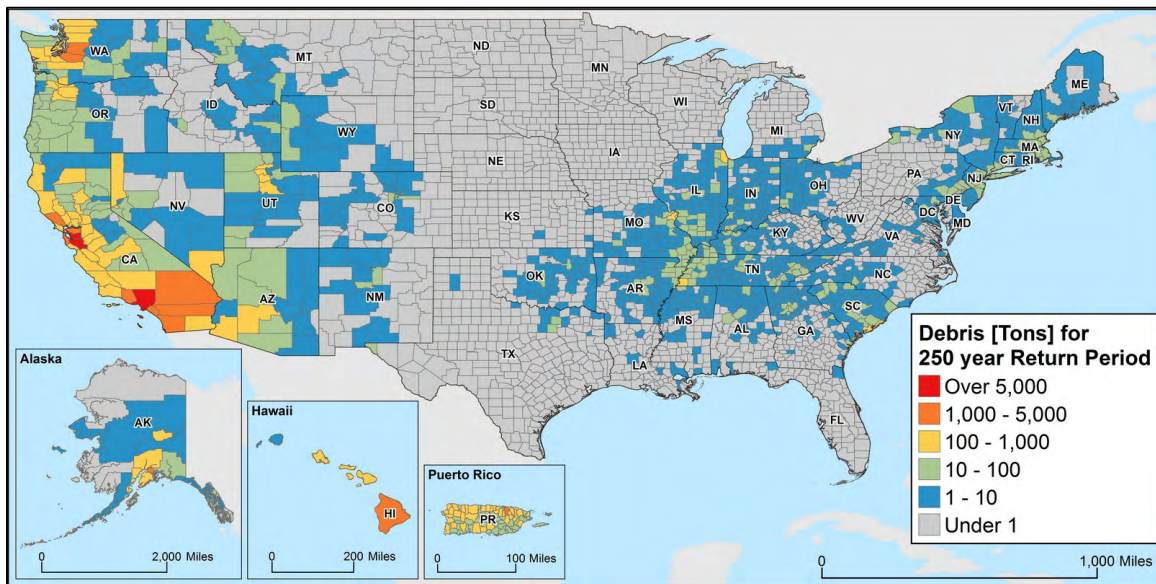 WA
MT
ND
MN
ME
VT
NH
OR
ID
SD
WI
MI
NY
MA
CT RI
WY
IA
PA
NJ
NE
OH
DE
NV
UT
CO
IL
IN
DC
MD
WV
KS
MO
KY
VA
CA
OK
TN
NC
AZ
NM
AR
SC
MS
AL
GA
TX
LA
FL
Debris [Tons] for
250 year Return Period
Over 5,000
1,000 - 5,000
100 - 1,000
10 - 100
1 - 10
Under 1
Alaska
AK
0
2,000 Miles
Hawaii
HI
0
200 Miles
Puerto Rico
PR
0
100 Miles
0
1,000 Miles